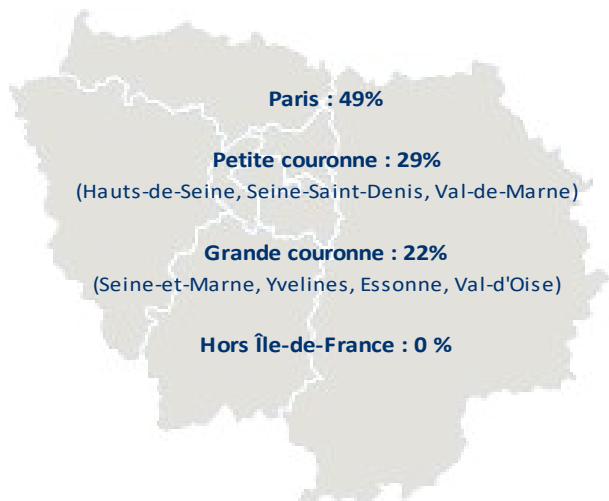 Paris : 49%
Petite couronne : 29%
(Hauts-de-Seine, Seine-Saint-Denis, Val-de-Marne)
Grande couronne : 22%
(Seine-et-Marne, Yvelines, Essonne, Val-d'Oise)
Hors Île-de-France : 0 %